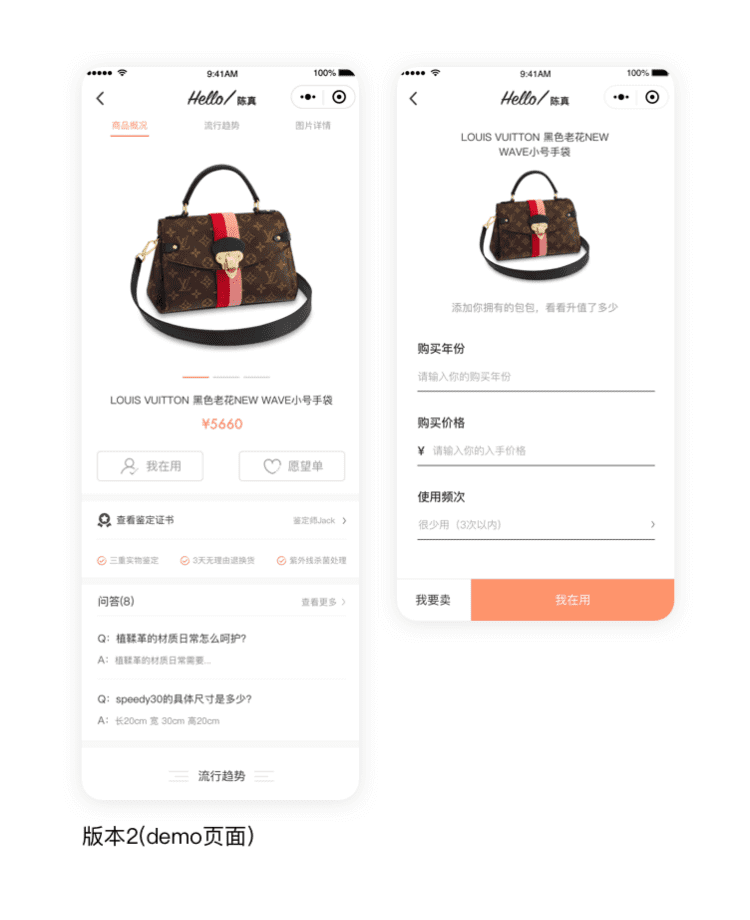 9:41AM
100%
Hello/陈真
商品概况
流行趋势
图片详情
LOUIS VUITTON 黑色老花NEW WAVE小号手袋
¥5660
我在用
愿望单
查看鉴定证书
鉴定师Jack
三重实物鉴定
3天无理由退换货
紫外线杀菌处理
问答(8)
查看更多
Q：植鞣革的材质日常怎么呵护?
A：植鞣革的材质日常需要...
Q：speedy30的具体尺寸是多少?
A：长20cm 宽 30cm 高20cm
流行趋势
9:41AM
100%
Hello/陈真
LOUIS VUITTON 黑色老花NEW
WAVE小号手袋
添加你拥有的包包，看看升值了多少
购买年份
请输入你的购买年份
购买价格
¥ 请输入你的入手价格
使用频次
很少用（3次以内）
我要卖
我在用
版本2(demo页面)